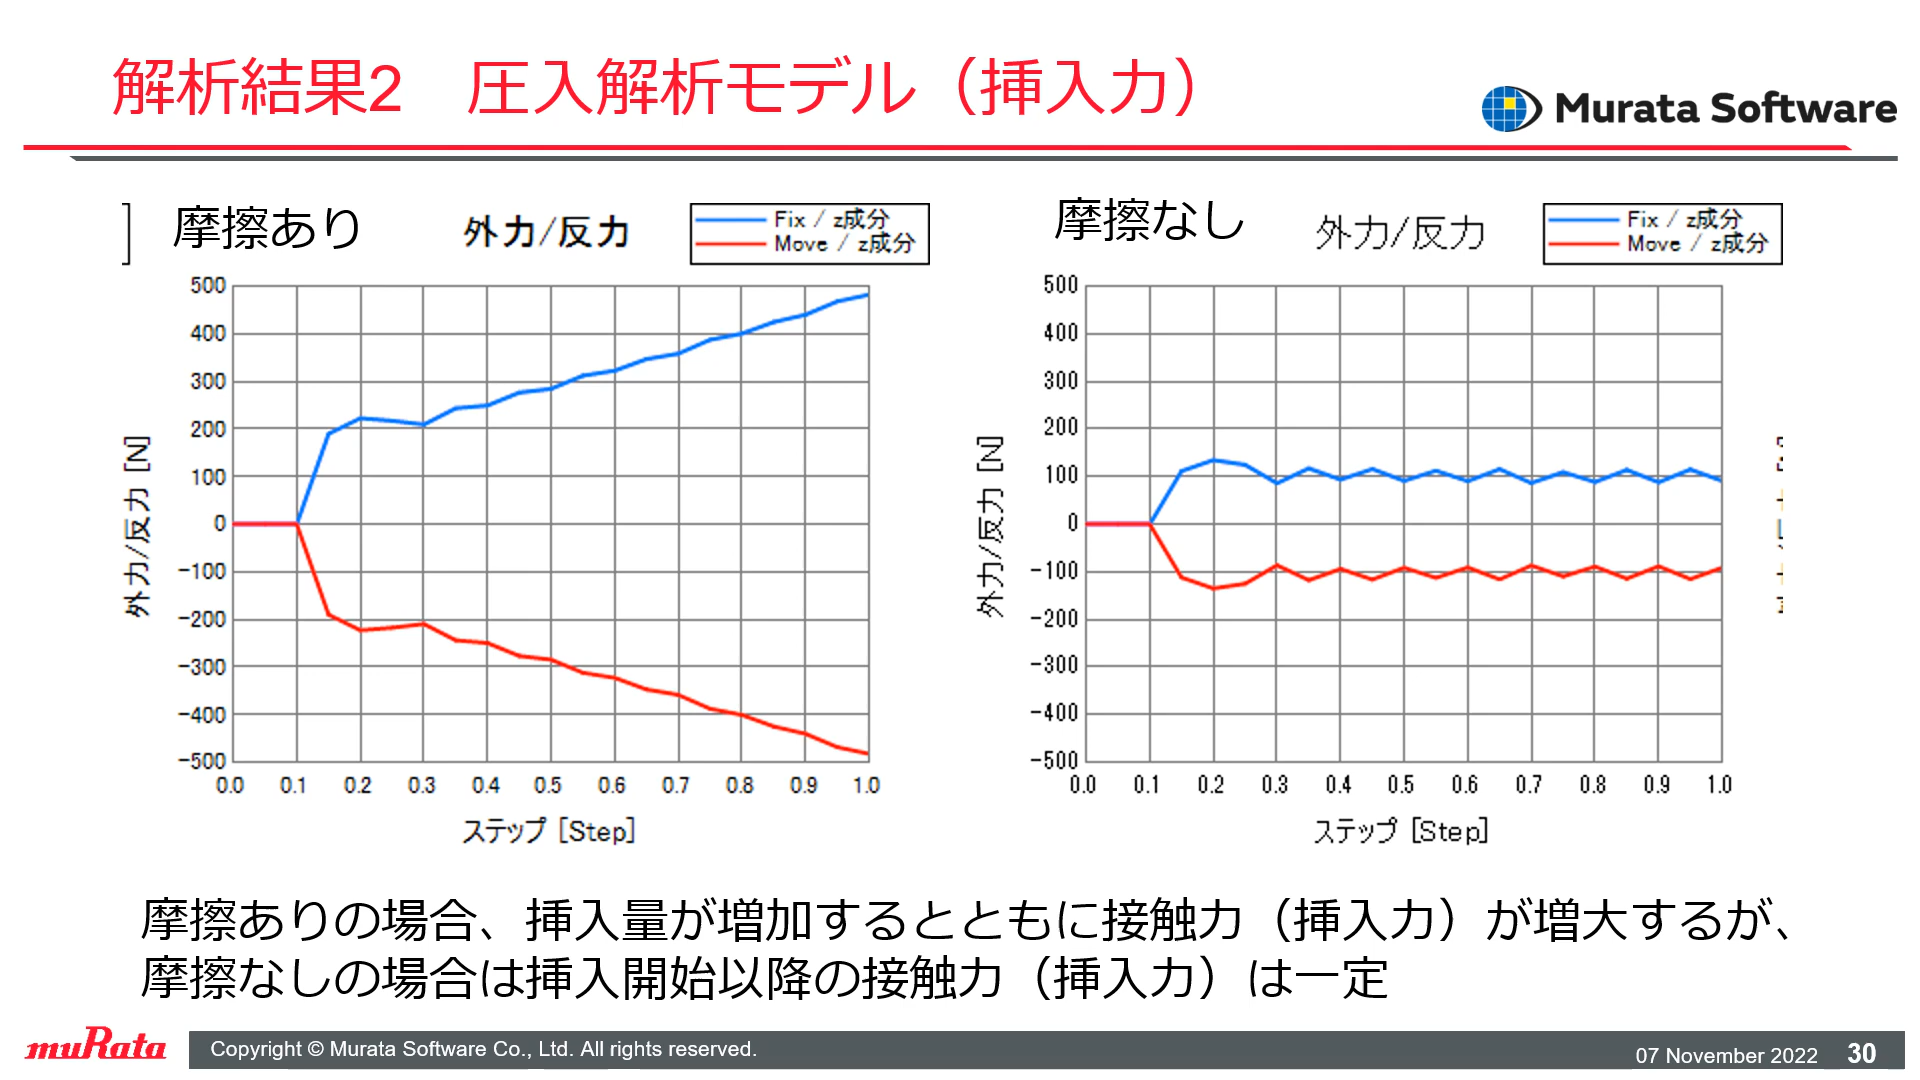 解析結果2　圧入解析モデル（挿入力）
Murata Software
摩擦あり
外力/反力
Fix / z成分
Move / z成分
500
400
300
200
100
0
-100
-200
-300
-400
-500
外力/反力 [N]
0.0 0.1 0.2 0.3 0.4 0.5 0.6 0.7 0.8 0.9 1.0
ステップ [Step]
摩擦なし
外力/反力
Fix / z成分
Move / z成分
500
400
300
200
100
0
-100
-200
-300
-400
-500
外力/反力 [N]
0.0 0.1 0.2 0.3 0.4 0.5 0.6 0.7 0.8 0.9 1.0
ステップ [Step]
摩擦ありの場合、挿入量が増加するとともに接触力（挿入力）が増大するが、
摩擦なしの場合は挿入開始以降の接触力（挿入力）は一定
muRata
Copyright © Murata Software Co., Ltd. All rights reserved.
07 November 2022
30